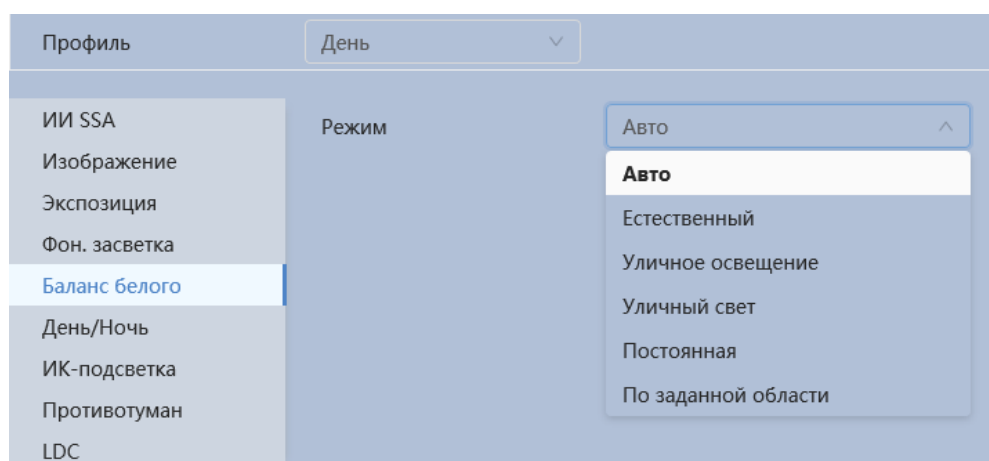 Профиль
День
ИИ SSA
Изображение
Экспозиция
Фон. засветка
Баланс белого
День/Ночь
ИК-подсветка
Противотуман
LDC
Режим
Авто
Авто
Естественный
Уличное освещение
Уличный свет
Постоянная
По заданной области